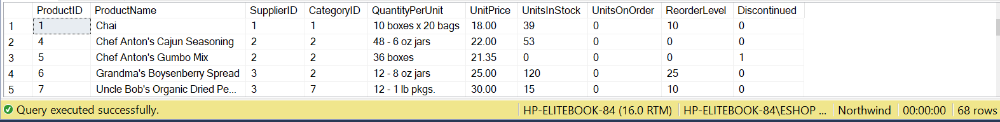 ProductID ProductName SupplierID CategoryID QuantityPerUnit UnitPrice UnitsInStock UnitsOnOrder ReorderLevel Discontinued
1 1 Chai 1 1 10 boxes x 20 bags 18.00 39 0 10 0
2 4 Chef Anton's Cajun Seasoning 2 2 48 - 6 oz jars 22.00 53 0 0 0
3 5 Chef Anton's Gumbo Mix 2 2 36 boxes 21.35 0 0 0 1
4 6 Grandma's Boysenberry Spread 3 2 12 - 8 oz jars 25.00 120 0 25 0
5 7 Uncle Bob's Organic Dried Pe... 3 7 12 - 1 lb pkgs. 30.00 15 0 10 0
Query executed successfully. HP-ELITEBOOK-84 (16.0 RTM) HP-ELITEBOOK-84\ESHOP ... Northwind 00:00:00 68 rows